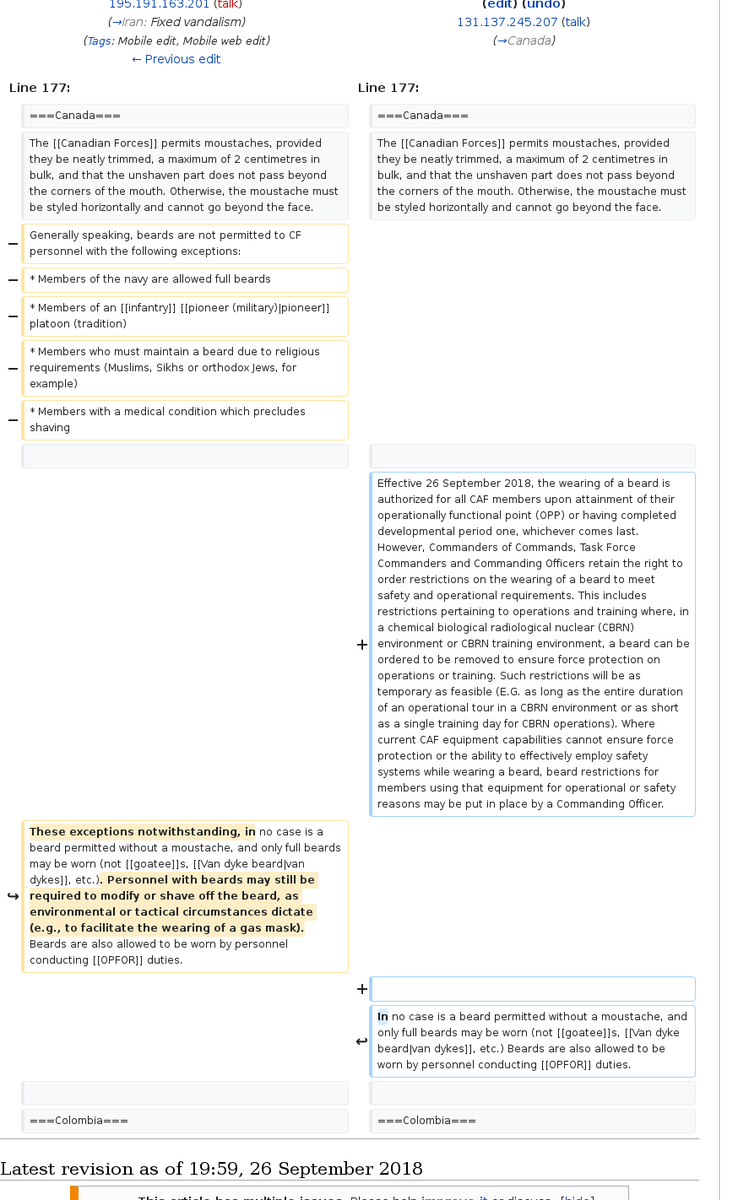 195.191.163.201 (talk)
(→Iran: Fixed vandalism)
(Tags: Mobile edit, Mobile web edit)
← Previous edit
(edit) (undo)
131.137.245.207 (talk)
(→Canada)
Line 177:
Line 177:
===Canada===
===Canada===
The [[Canadian Forces]] permits moustaches, provided
they be neatly trimmed, a maximum of 2 centimetres in
bulk, and that the unshaven part does not pass beyond
the corners of the mouth. Otherwise, the moustache must
be styled horizontally and cannot go beyond the face.
The [[Canadian Forces]] permits moustaches, provided
they be neatly trimmed, a maximum of 2 centimetres in
bulk, and that the unshaven part does not pass beyond
the corners of the mouth. Otherwise, the moustache must
be styled horizontally and cannot go beyond the face.
− Generally speaking, beards are not permitted to CF
personnel with the following exceptions:
− * Members of the navy are allowed full beards
− * Members of an [[infantry]] [[pioneer (military)|pioneer]]
platoon (tradition)
− * Members who must maintain a beard due to religious
requirements (Muslims, Sikhs or orthodox Jews, for
example)
− * Members with a medical condition which precludes
shaving
Effective 26 September 2018, the wearing of a beard is
authorized for all CAF members upon attainment of their
operationally functional point (OPP) or having completed
developmental period one, whichever comes last.
However, Commanders of Commands, Task Force
Commanders and Commanding Officers retain the right to
order restrictions on the wearing of a beard to meet
safety and operational requirements. This includes
restrictions pertaining to operations and training where, in
a chemical biological radiological nuclear (CBRN)
+ environment or CBRN training environment, a beard can be
ordered to be removed to ensure force protection on
operations or training. Such restrictions will be as
temporary as feasible (E.G. as long as the entire duration
of an operational tour in a CBRN environment or as short
as a single training day for CBRN operations). Where
current CAF equipment capabilities cannot ensure force
protection or the ability to effectively employ safety
systems while wearing a beard, beard restrictions for
members using that equipment for operational or safety
reasons may be put in place by a Commanding Officer.
These exceptions notwithstanding, in no case is a
beard permitted without a moustache, and only full beards
may be worn (not [[goatee]]s, [[Van dyke beard|van
dykes]], etc.). Personnel with beards may still be
↪ required to modify or shave off the beard, as
environmental or tactical circumstances dictate
(e.g., to facilitate the wearing of a gas mask).
Beards are also allowed to be worn by personnel
conducting [[OPFOR]] duties.
+
In no case is a beard permitted without a moustache, and
only full beards may be worn (not [[goatee]]s, [[Van dyke
↩ beard|van dykes]], etc.) Beards are also allowed to be
worn by personnel conducting [[OPFOR]] duties.
===Colombia===
===Colombia===
Latest revision as of 19:59, 26 September 2018
This article has multiple issues. Please help improve it or discuss [hide]